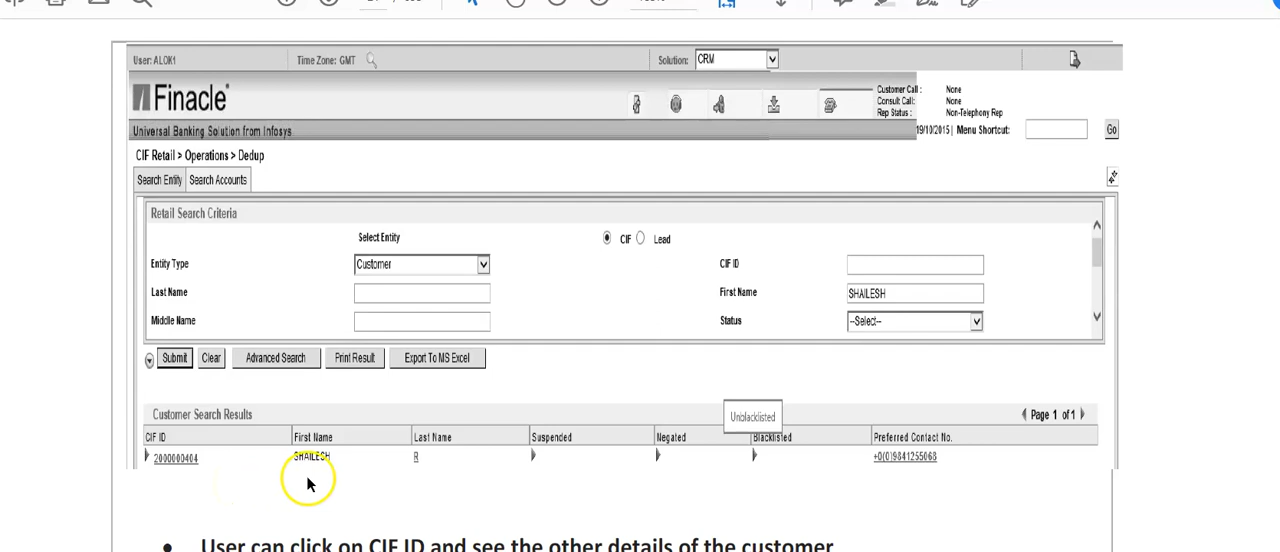 User: ALOK1 Time Zone: GMT Solution: CRM
Finacle
Customer Call : None
Consult Call: None
Rep Status : Non-Telephony Rep
Universal Banking Solution from Infosys
19/10/2015 | Menu Shortcut: Go
CIF Retail > Operations > Dedup
Search Entity Search Accounts
Retail Search Criteria
Select Entity CIF Lead
Entity Type Customer CIF ID
Last Name First Name SHAILESH
Middle Name Status --Select--
Submit Clear Advanced Search Print Result Export To MS Excel
Customer Search Results Unblacklisted Page 1 of 1
CIF ID First Name Last Name Suspended Negated Blacklisted Preferred Contact No.
2000000404 SHAILESH R +0(0)9841255068
• User can click on CIF ID and see the other details of the customer